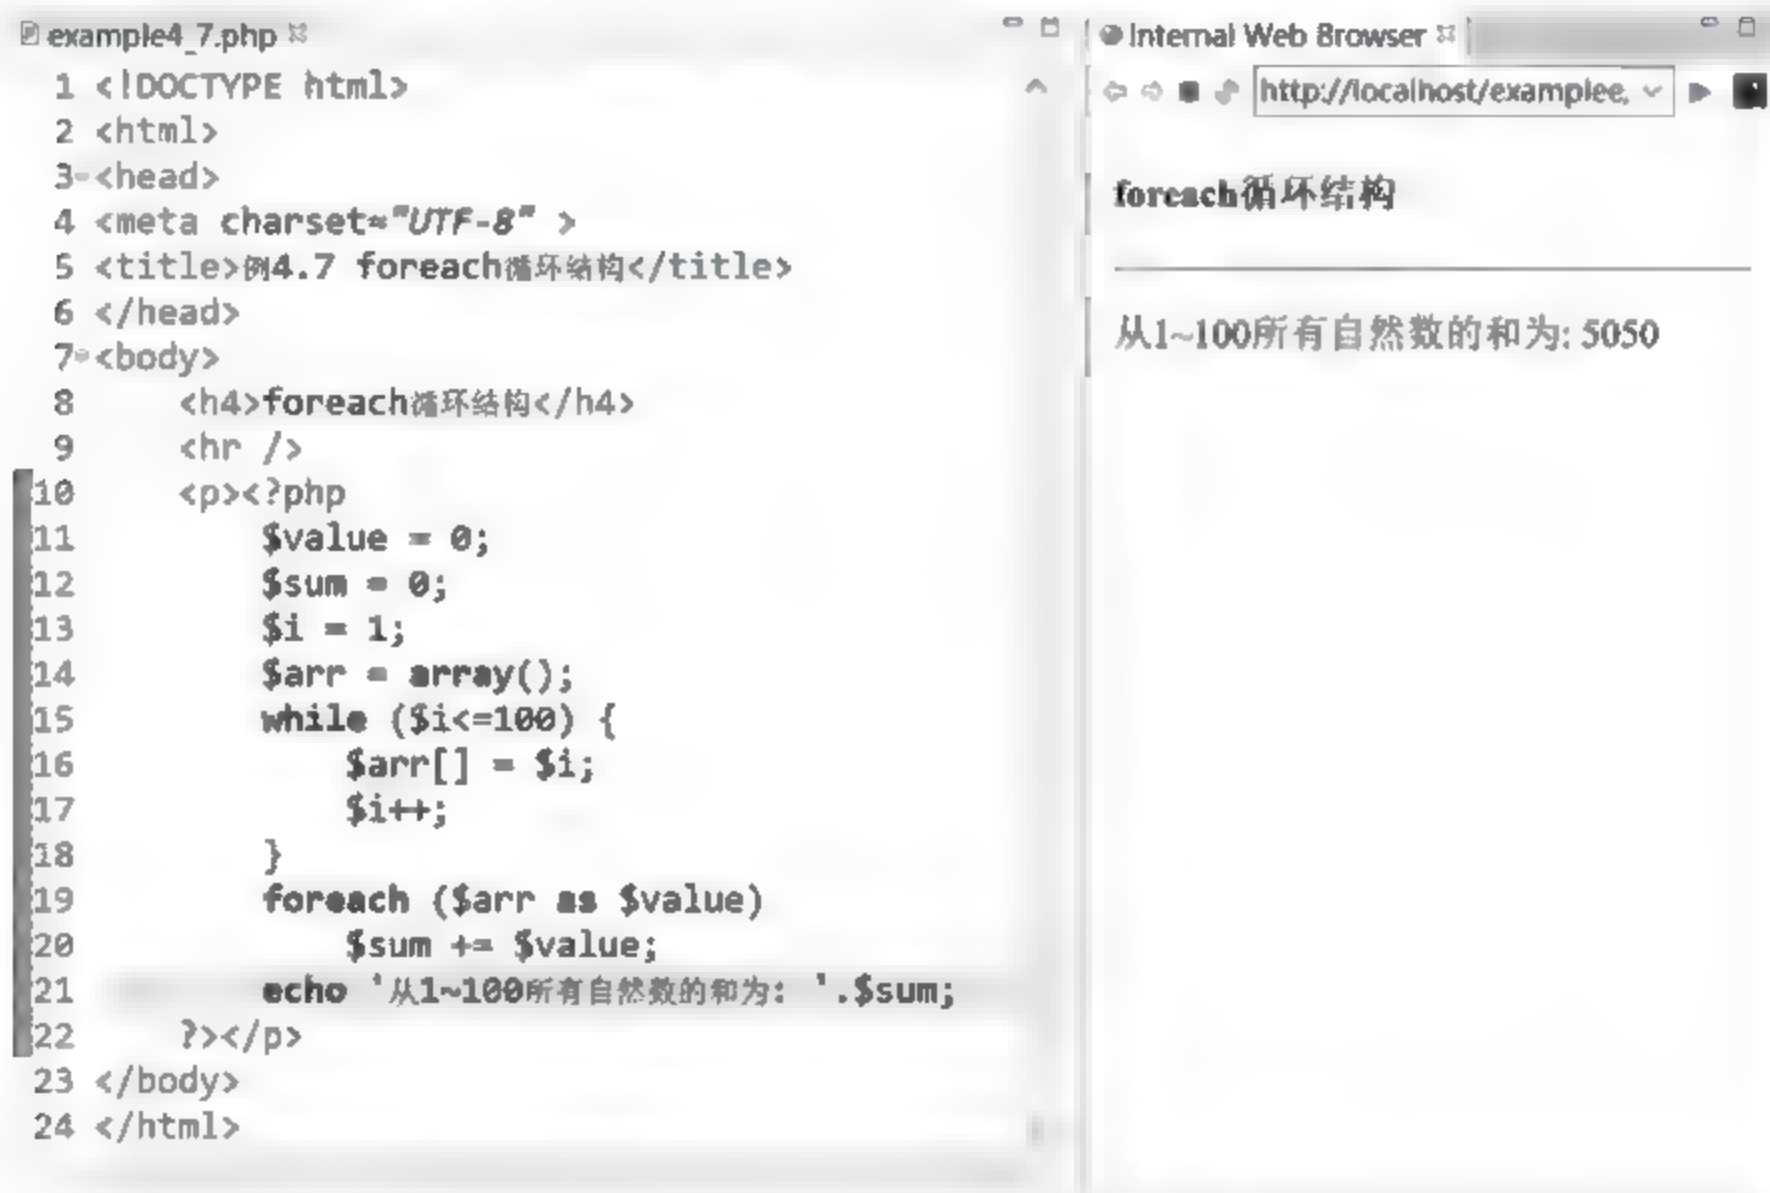 example4_7.php
1 <!DOCTYPE html>
2 <html>
3 <head>
4 <meta charset="UTF-8" >
5 <title>例4.7 foreach循环结构</title>
6 </head>
7 <body>
8 <h4>foreach循环结构</h4>
9 <hr />
10 <p><?php
11 $value = 0;
12 $sum = 0;
13 $i = 1;
14 $arr = array();
15 while ($i<=100) {
16 $arr[] = $i;
17 $i++;
18 }
19 foreach ($arr as $value)
20 $sum += $value;
21 echo '从1~100所有自然数的和为: '.$sum;
22 ?></p>
23 </body>
24 </html>
Internal Web Browser
http://localhost/examplee,
foreach循环结构
从1~100所有自然数的和为: 5050